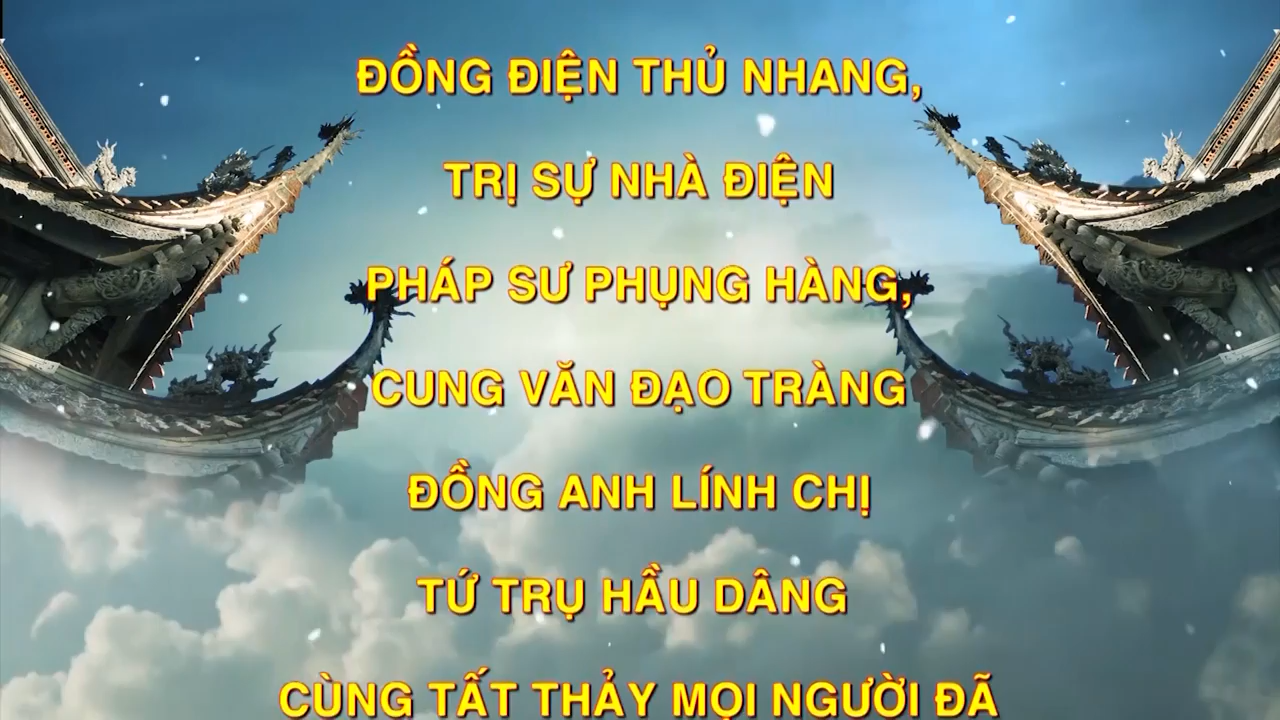 ĐỒNG ĐIỆN THỦ NHANG,
TRỊ SỰ NHÀ ĐIỆN
PHÁP SƯ PHỤNG HÀNG,
CUNG VĂN ĐẠO TRÀNG
ĐỒNG ANH LÍNH CHỊ
TỨ TRỤ HẦU DÂNG
CÙNG TẤT THẢY MỌI NGƯỜI ĐÃ